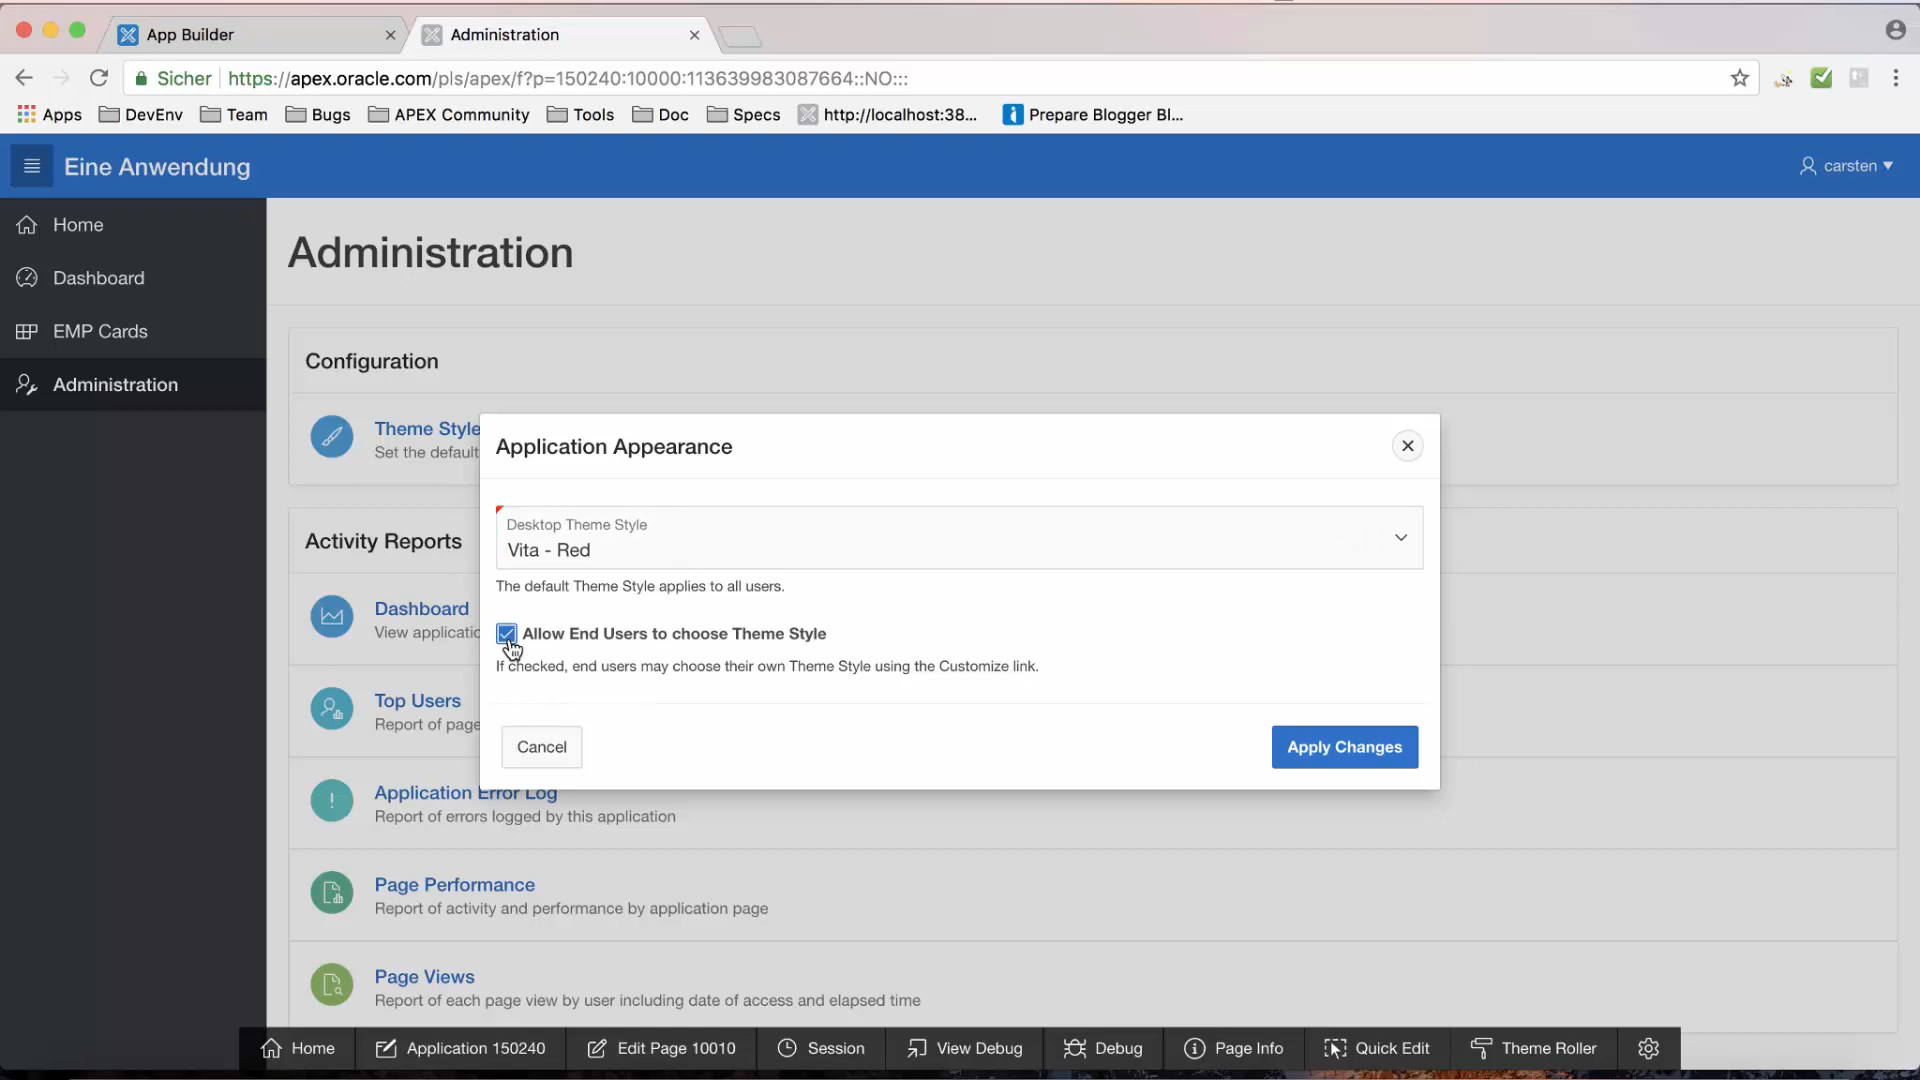 App Builder
Administration
Sicher https://apex.oracle.com/pls/apex/f?p=150240:10000:113639983087664::NO:::
Apps DevEnv Team Bugs APEX Community Tools Doc Specs http://localhost:38... Prepare Blogger Bl...
Eine Anwendung
carsten
Home
Dashboard
EMP Cards
Administration
Administration
Configuration
Theme Style
Set the default
Activity Reports
Dashboard
View applicatio
Top Users
Report of page
Application Error Log
Report of errors logged by this application
Page Performance
Report of activity and performance by application page
Page Views
Report of each page view by user including date of access and elapsed time
Application Appearance
Desktop Theme Style
Vita - Red
The default Theme Style applies to all users.
Allow End Users to choose Theme Style
If checked, end users may choose their own Theme Style using the Customize link.
Cancel
Apply Changes
Home Application 150240 Edit Page 10010 Session View Debug Debug Page Info Quick Edit Theme Roller